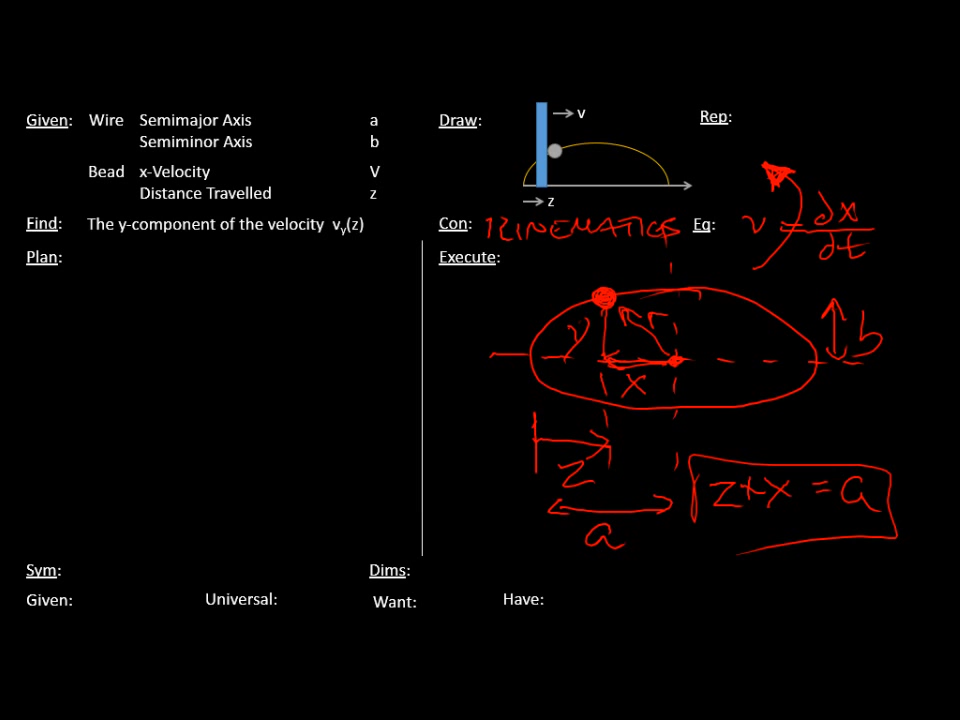 Given: Wire Semimajor Axis a
Semiminor Axis b
Bead x-Velocity V
Distance Travelled z
Find: The y-component of the velocity vy(z)
Plan:
Draw:
v
z
Rep:
Con: KINEMATICS
Eq: v = dx/dt
Execute:
y
r
x
b
z
a
z+x=a
Sym:
Dims:
Given:
Universal:
Want:
Have: